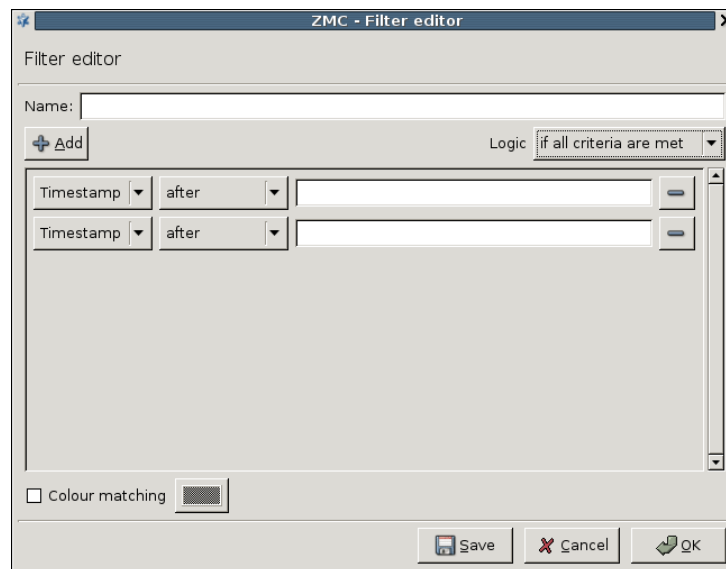 ZMC - Filter editor
Filter editor
Name:
Add Logic if all criteria are met
Timestamp after
Timestamp after
Colour matching
Save Cancel OK